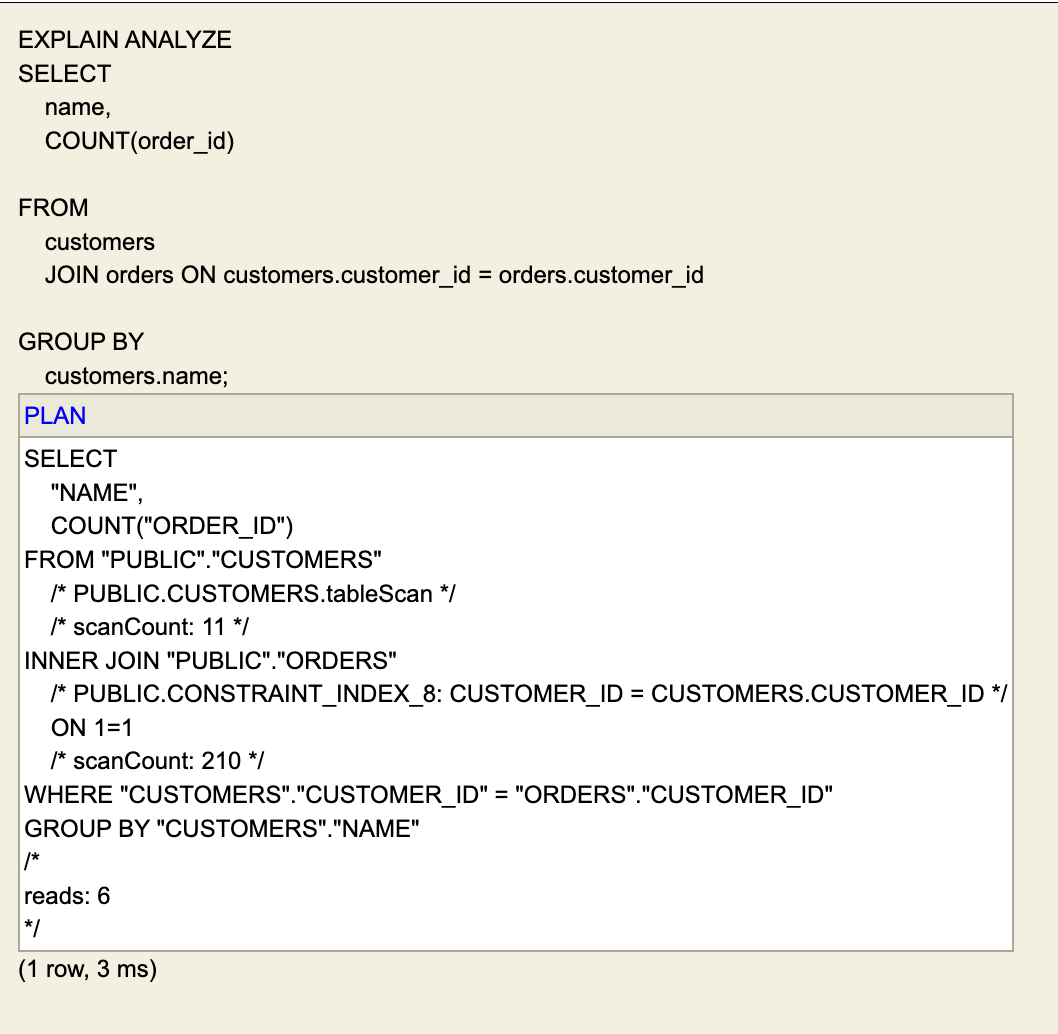 EXPLAIN ANALYZE
SELECT
name,
COUNT(order_id)
FROM
customers
JOIN orders ON customers.customer_id = orders.customer_id
GROUP BY
customers.name;
PLAN
SELECT
"NAME",
COUNT("ORDER_ID")
FROM "PUBLIC"."CUSTOMERS"
/* PUBLIC.CUSTOMERS.tableScan */
/* scanCount: 11 */
INNER JOIN "PUBLIC"."ORDERS"
/* PUBLIC.CONSTRAINT_INDEX_8: CUSTOMER_ID = CUSTOMERS.CUSTOMER_ID */
ON 1=1
/* scanCount: 210 */
WHERE "CUSTOMERS"."CUSTOMER_ID" = "ORDERS"."CUSTOMER_ID"
GROUP BY "CUSTOMERS"."NAME"
/*
reads: 6
*/
(1 row, 3 ms)